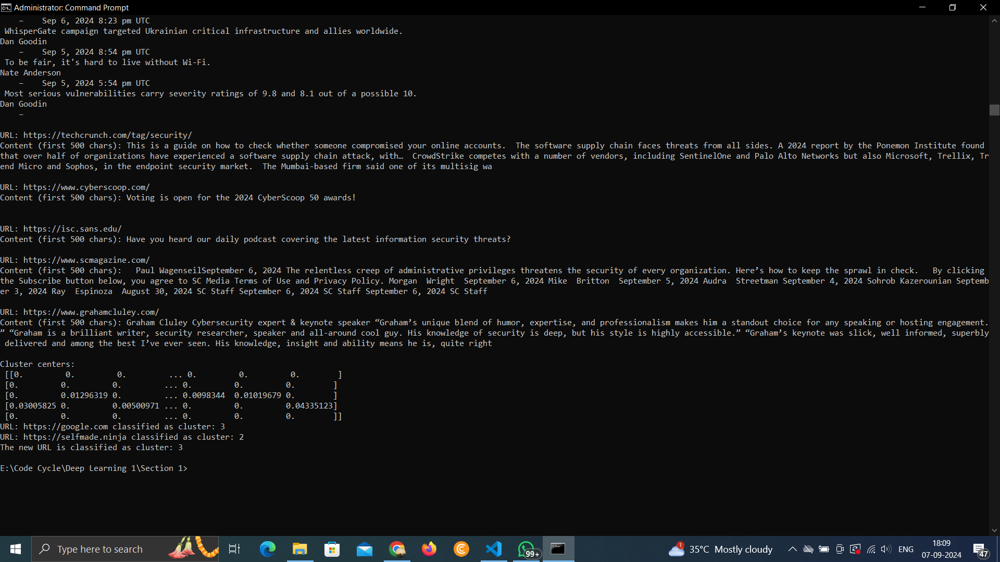 Administrator: Command Prompt
–    Sep 6, 2024 8:23 pm UTC
WhisperGate campaign targeted Ukrainian critical infrastructure and allies worldwide.
Dan Goodin
–    Sep 5, 2024 8:54 pm UTC
To be fair, it's hard to live without Wi-Fi.
Nate Anderson
–    Sep 5, 2024 5:54 pm UTC
Most serious vulnerabilities carry severity ratings of 9.8 and 8.1 out of a possible 10.
Dan Goodin
–
URL: https://techcrunch.com/tag/security/
Content (first 500 chars): This is a guide on how to check whether someone compromised your online accounts.  The software supply chain faces threats from all sides. A 2024 report by the Ponemon Institute found
that over half of organizations have experienced a software supply chain attack, with…  CrowdStrike competes with a number of vendors, including SentinelOne and Palo Alto Networks but also Microsoft, Trellix, Tr
end Micro and Sophos, in the endpoint security market.  The Mumbai-based firm said one of its multisig wa
URL: https://www.cyberscoop.com/
Content (first 500 chars): Voting is open for the 2024 CyberScoop 50 awards!
URL: https://isc.sans.edu/
Content (first 500 chars): Have you heard our daily podcast covering the latest information security threats?
URL: https://www.scmagazine.com/
Content (first 500 chars):   Paul WagenseilSeptember 6, 2024 The relentless creep of administrative privileges threatens the security of every organization. Here’s how to keep the sprawl in check.   By clicking
the Subscribe button below, you agree to SC Media Terms of Use and Privacy Policy. Morgan  Wright  September 6, 2024 Mike  Britton  September 5, 2024 Audra  Streetman September 4, 2024 Sohrob Kazerounian Septemb
er 3, 2024 Ray  Espinoza  August 30, 2024 SC Staff September 6, 2024 SC Staff September 6, 2024 SC Staff
URL: https://www.grahamcluley.com/
Content (first 500 chars): Graham Cluley Cybersecurity expert & keynote speaker “Graham’s unique blend of humor, expertise, and professionalism makes him a standout choice for any speaking or hosting engagement.
” “Graham is a brilliant writer, security researcher, speaker and all-around cool guy. His knowledge of security is deep, but his style is highly accessible.” “Graham’s keynote was slick, well informed, superbly
delivered and among the best I’ve ever seen. His knowledge, insight and ability means he is, quite right
Cluster centers:
[[0.         0.         0.         ... 0.         0.         0.        ]
[0.         0.         0.         ... 0.         0.         0.        ]
[0.         0.01296319 0.         ... 0.0098344  0.01019679 0.        ]
[0.03005825 0.         0.00500971 ... 0.         0.         0.04335123]
[0.         0.         0.         ... 0.         0.         0.        ]]
URL: https://google.com classified as cluster: 3
URL: https://selfmade.ninja classified as cluster: 2
The new URL is classified as cluster: 3
E:\Code Cycle\Deep Learning 1\Section 1>
Type here to search
99+
1
35°C  Mostly cloudy
ENG
18:09
07-09-2024
47